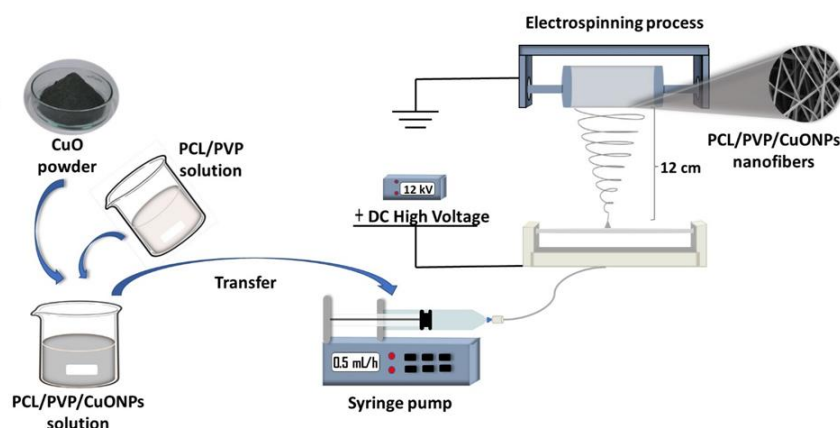 Electrospinning process
CuO
powder
PCL/PVP
solution
PCL/PVP/CuONPs
nanofibers
12 cm
12 kV
+ DC High Voltage
Transfer
0.5 mL/h
PCL/PVP/CuONPs
solution
Syringe pump